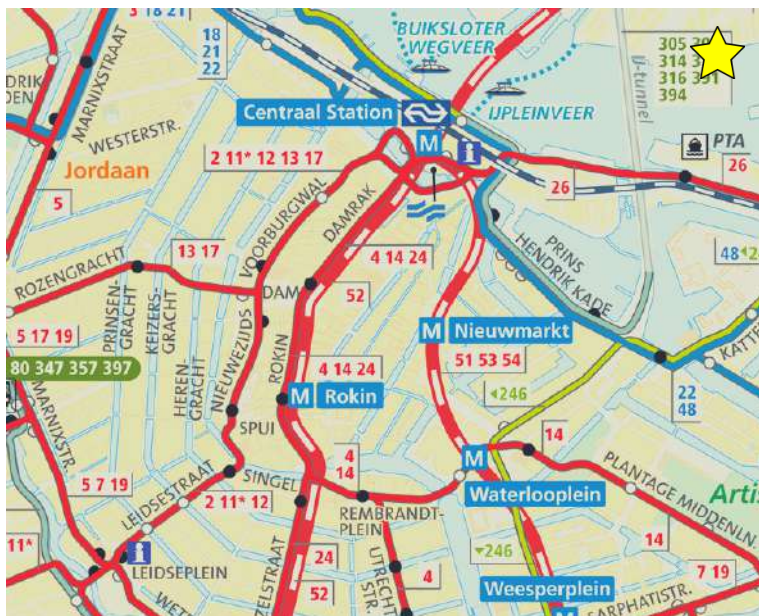 3 18 21
18
21
22
BUIKSLOTER
WEGVEER
305
314
316
394
IJ-tunnel
MARNIXSTRAAT
WESTERSTR.
Centraal Station
M
IJPLEINVEER
i
PTA
Jordaan
2 11* 12 13 17
26
26
5
VOORBURGWAL
DAMRAK
PRINS
HENDRIK KADE
13 17
4 14 24
ROZENGRACHT
DAM
52
5 17 19
PRINSEN-
GRACHT
KEIZERS-
GRACHT
HEREN-
GRACHT
NIEUWEZIJDS
ROKIN
M Nieuwmarkt
51 53 54
80 347 357 397
4 14 24
M Rokin
◄246
22
48
MARNIXSTR.
SPUI
4
14
14
M
Waterlooplein
PLANTAGE MIDDENLN.
5 7 19
LEIDSESTRAAT
SINGEL
2 11* 12
REMBRANDT-
PLEIN
11*
i
LEIDSEPLEIN
24
52
UTRECHT
STR.
4
▼246
Weesperplein
14
7 19